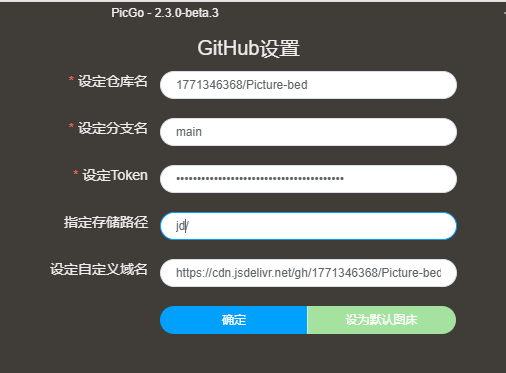 PicGo - 2.3.0-beta.3
GitHub设置
* 设定仓库名 1771346368/Picture-bed
* 设定分支名 main
* 设定Token ••••••••••••••••••••••••••••••••••••••••
指定存储路径 jd/
设定自定义域名 https://cdn.jsdelivr.net/gh/1771346368/Picture-bed
确定 设为默认图床